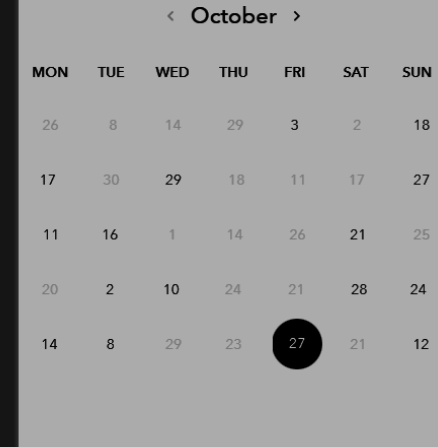 ‹ October ›
MON TUE WED THU FRI SAT SUN
26 8 14 29 3 2 18
17 30 29 18 11 17 27
11 16 1 14 26 21 25
20 2 10 24 21 28 24
14 8 29 23 27 21 12